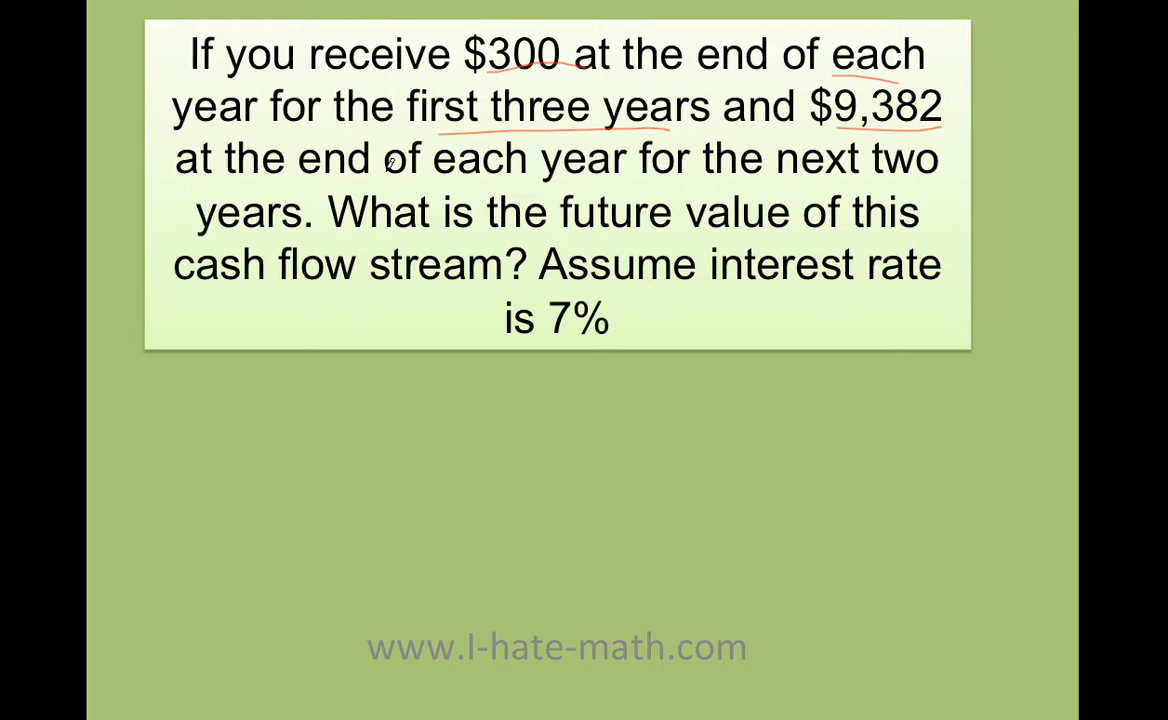 If you receive $300 at the end of each
year for the first three years and $9,382
at the end of each year for the next two
years. What is the future value of this
cash flow stream? Assume interest rate
is 7%
www.I-hate-math.com